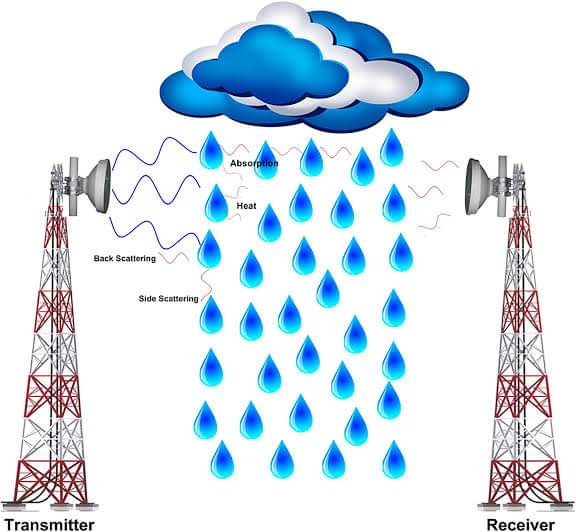 Absorption
Heat
Back Scattering
Side Scattering
Transmitter
Receiver